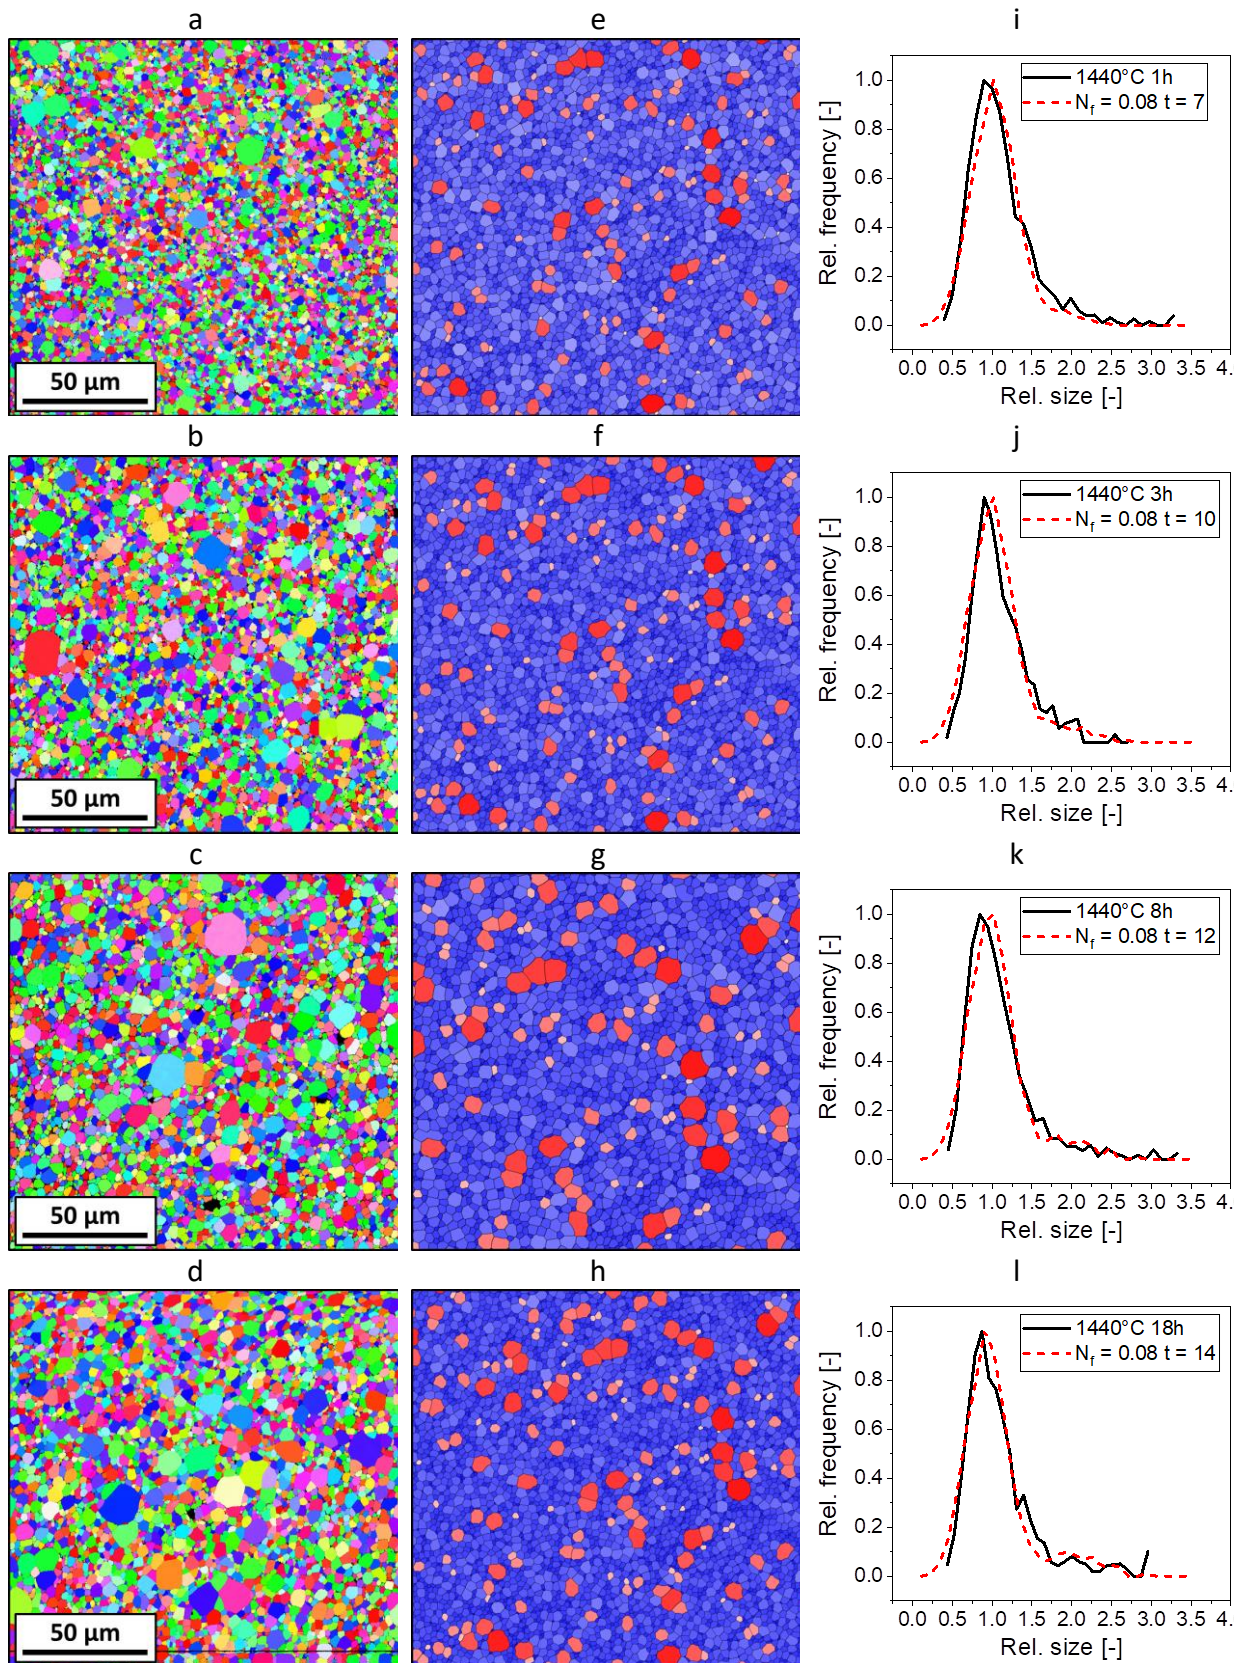 a
e
i
50 µm
1440°C 1h
N_f = 0.08 t = 7
Rel. frequency [-]
1.0
0.8
0.6
0.4
0.2
0.0
0.0 0.5 1.0 1.5 2.0 2.5 3.0 3.5 4.
Rel. size [-]
b
f
j
50 µm
1440°C 3h
N_f = 0.08 t = 10
Rel. frequency [-]
1.0
0.8
0.6
0.4
0.2
0.0
0.0 0.5 1.0 1.5 2.0 2.5 3.0 3.5 4.
Rel. size [-]
c
g
k
50 µm
1440°C 8h
N_f = 0.08 t = 12
Rel. frequency [-]
1.0
0.8
0.6
0.4
0.2
0.0
0.0 0.5 1.0 1.5 2.0 2.5 3.0 3.5 4.
Rel. size [-]
d
h
l
50 µm
1440°C 18h
N_f = 0.08 t = 14
Rel. frequency [-]
1.0
0.8
0.6
0.4
0.2
0.0
0.0 0.5 1.0 1.5 2.0 2.5 3.0 3.5 4.
Rel. size [-]